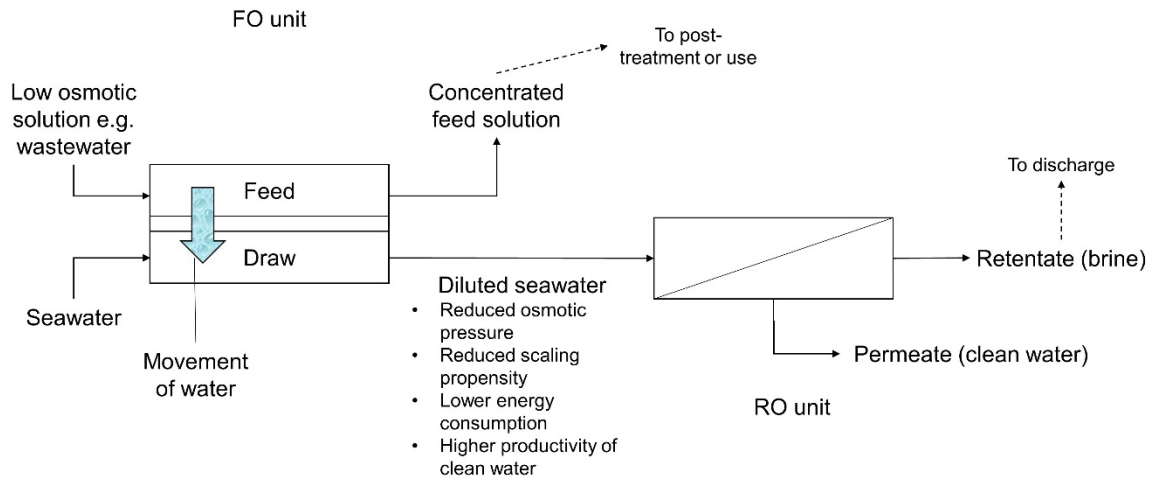 FO unit
To post-
treatment or use
Low osmotic
solution e.g.
wastewater
Concentrated
feed solution
To discharge
Feed
Draw
Retentate (brine)
Seawater
Diluted seawater
• Reduced osmotic
pressure
• Reduced scaling
propensity
• Lower energy
consumption
• Higher productivity of
clean water
Movement
of water
Permeate (clean water)
RO unit